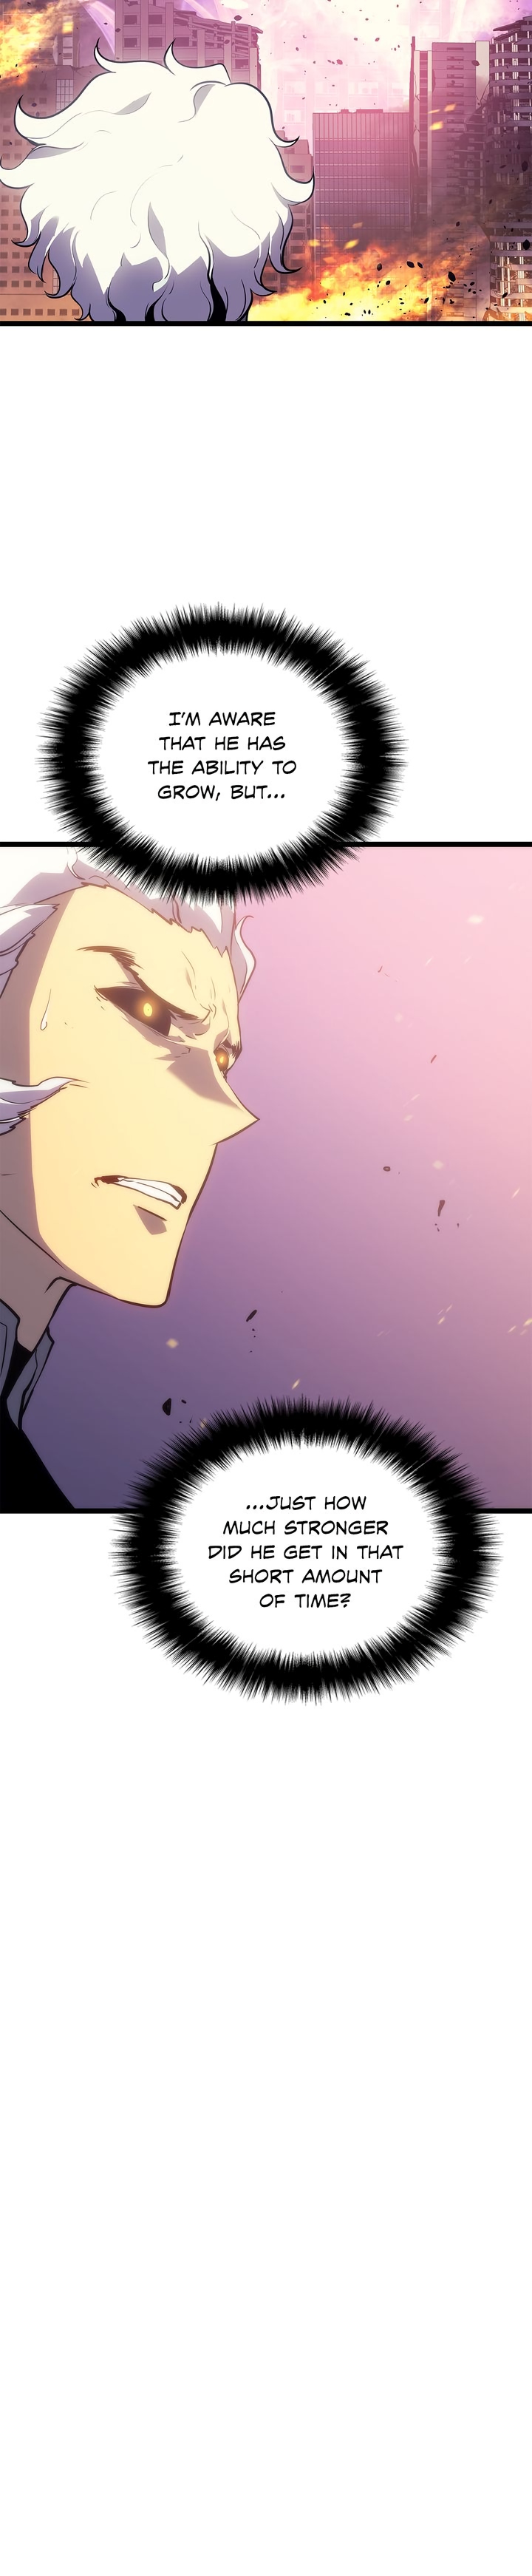 I'M AWARE
THAT HE HAS
THE ABILITY TO
GROW, BUT...
...JUST HOW
MUCH STRONGER
DID HE GET IN THAT
SHORT AMOUNT
OF TIME?